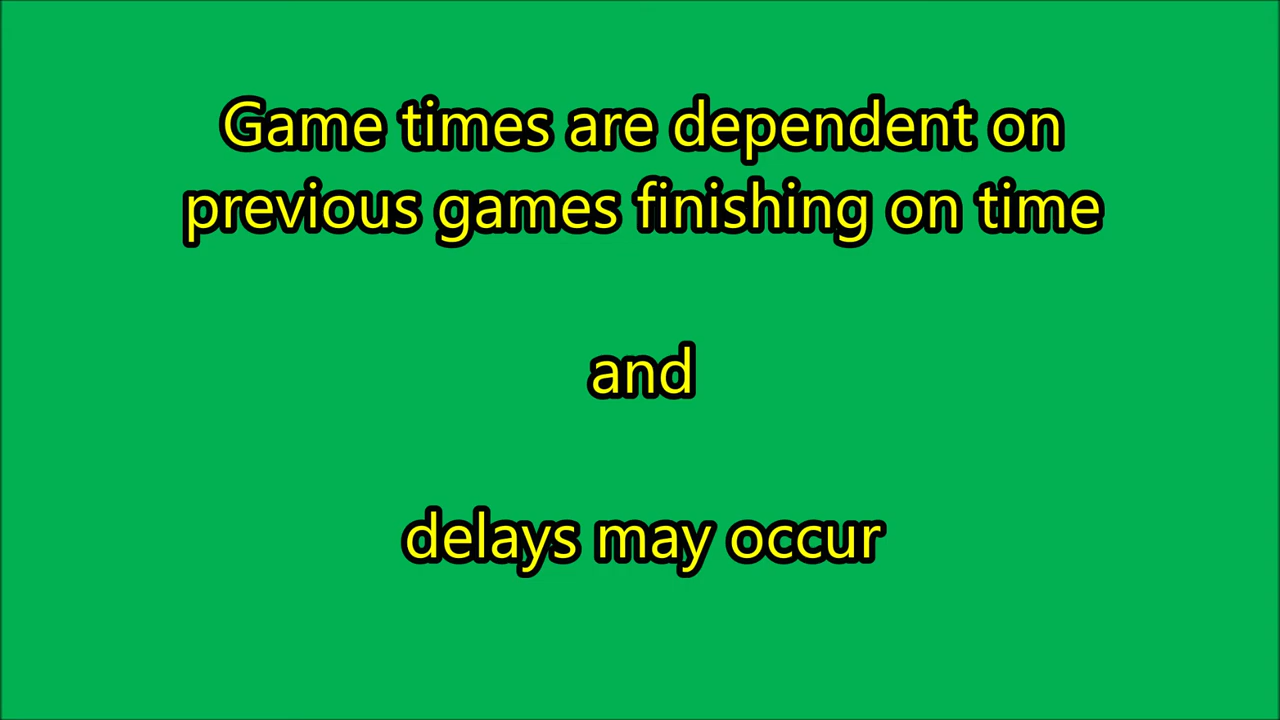 Game times are dependent on
previous games finishing on time
and
delays may occur